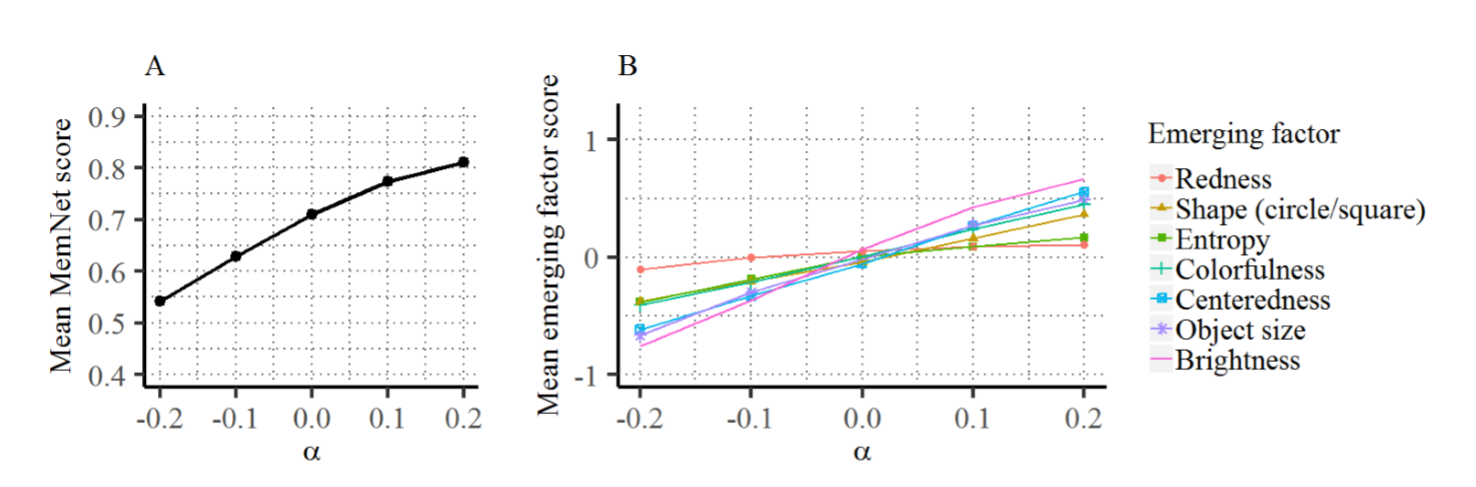 A
Mean MemNet score
0.9
0.8
0.7
0.6
0.5
0.4
-0.2 -0.1 0.0 0.1 0.2
α
B
Mean emerging factor score
1
0
-1
-0.2 -0.1 0.0 0.1 0.2
α
Emerging factor
Redness
Shape (circle/square)
Entropy
Colorfulness
Centeredness
Object size
Brightness